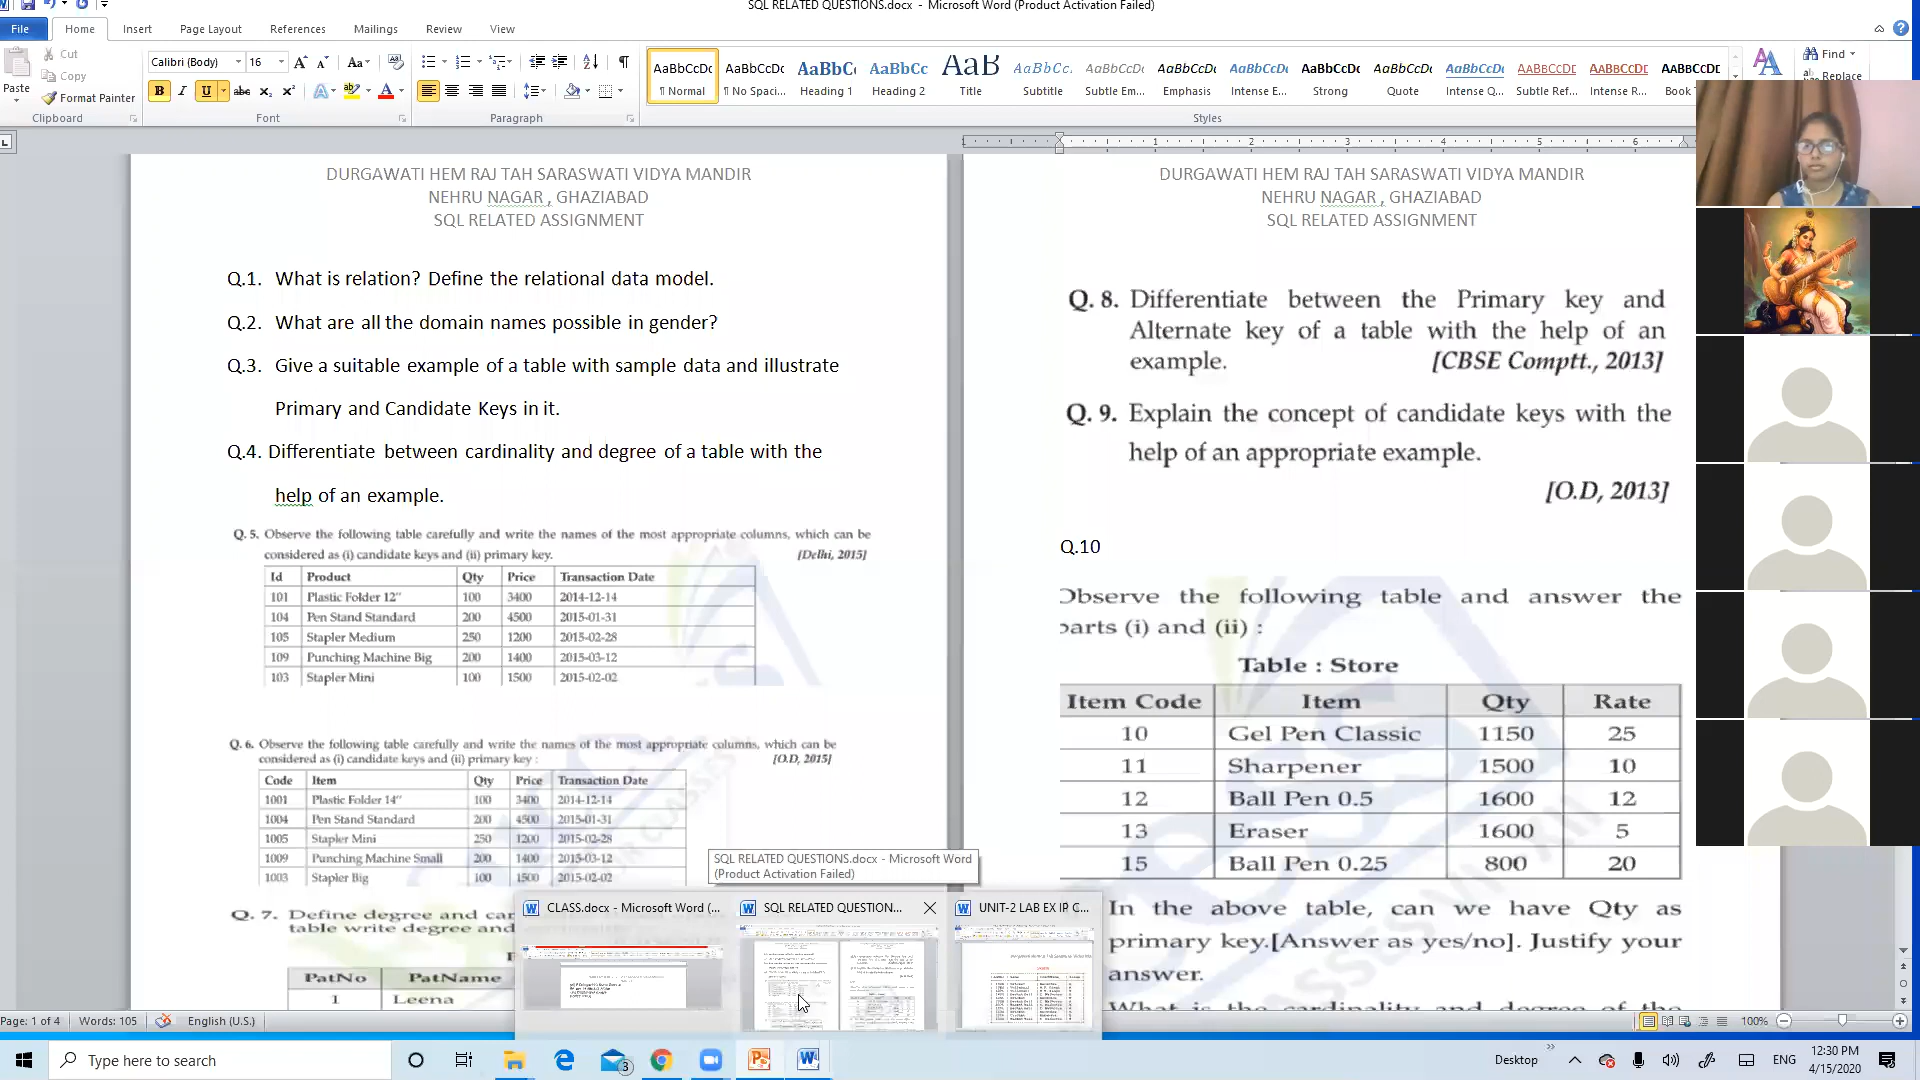 SQL RELATED QUESTIONS.docx - Microsoft Word (Product Activation Failed)
File Home Insert Page Layout References Mailings Review View
Cut
Copy
Format Painter
Paste
Calibri (Body) 16
Clipboard Font Paragraph Styles
AaBbCcDc AaBbCcDc AaBbC AaBbCc AaB AaBbCc. AaBbCcDc AaBbCcDc AaBbCcDc AaBbCcDc AaBbCcDc AaBbCcDc AABBCCDC AABBCCDC AABBCCDC
¶ Normal ¶ No Spaci... Heading 1 Heading 2 Title Subtitle Subtle Em... Emphasis Intense E... Strong Quote Intense Q... Subtle Ref... Intense R... Book T
Find
Replace
DURGAWATI HEM RAJ TAH SARASWATI VIDYA MANDIR
NEHRU NAGAR , GHAZIABAD
SQL RELATED ASSIGNMENT
Q.1. What is relation? Define the relational data model.
Q.2. What are all the domain names possible in gender?
Q.3. Give a suitable example of a table with sample data and illustrate
Primary and Candidate Keys in it.
Q.4. Differentiate between cardinality and degree of a table with the
help of an example.
Q. 5. Observe the following table carefully and write the names of the most appropriate columns, which can be
considered as (i) candidate keys and (ii) primary key. [Delhi, 2015]
Id Product Qty Price Transaction Date
101 Plastic Folder 12" 100 3400 2014-12-14
104 Pen Stand Standard 200 4500 2015-01-31
105 Stapler Medium 250 1200 2015-02-28
109 Punching Machine Big 200 1400 2015-03-12
103 Stapler Mini 100 1500 2015-02-02
Q. 6. Observe the following table carefully and write the names of the most appropriate columns, which can be
considered as (i) candidate keys and (ii) primary key : [O.D, 2015]
Code Item Qty Price Transaction Date
1001 Plastic Folder 14" 100 3400 2014-12-14
1004 Pen Stand Standard 200 4500 2015-01-31
1005 Stapler Mini 250 1200 2015-02-28
1009 Punching Machine Small 200 1400 2015-03-12
1003 Stapler Big 100 1500 2015-02-02
Q. 7. Define degree and car
table write degree and
PatNo PatName
1 Leena
DURGAWATI HEM RAJ TAH SARASWATI VIDYA MANDIR
NEHRU NAGAR , GHAZIABAD
SQL RELATED ASSIGNMENT
Q. 8. Differentiate between the Primary key and
Alternate key of a table with the help of an
example. [CBSE Comptt., 2013]
Q. 9. Explain the concept of candidate keys with the
help of an appropriate example.
[O.D, 2013]
Q.10
Observe the following table and answer the
parts (i) and (ii) :
Table : Store
Item Code Item Qty Rate
10 Gel Pen Classic 1150 25
11 Sharpener 1500 10
12 Ball Pen 0.5 1600 12
13 Eraser 1600 5
15 Ball Pen 0.25 800 20
In the above table, can we have Qty as
primary key.[Answer as yes/no]. Justify your
answer.
What is the cardinality and degree of the
SQL RELATED QUESTIONS.docx - Microsoft Word
(Product Activation Failed)
CLASS.docx - Microsoft Word (...
SQL RELATED QUESTION...
UNIT-2 LAB EX IP C...
Page: 1 of 4 Words: 105 English (U.S.) 100%
Type here to search
3
Desktop ENG 12:30 PM
4/15/2020